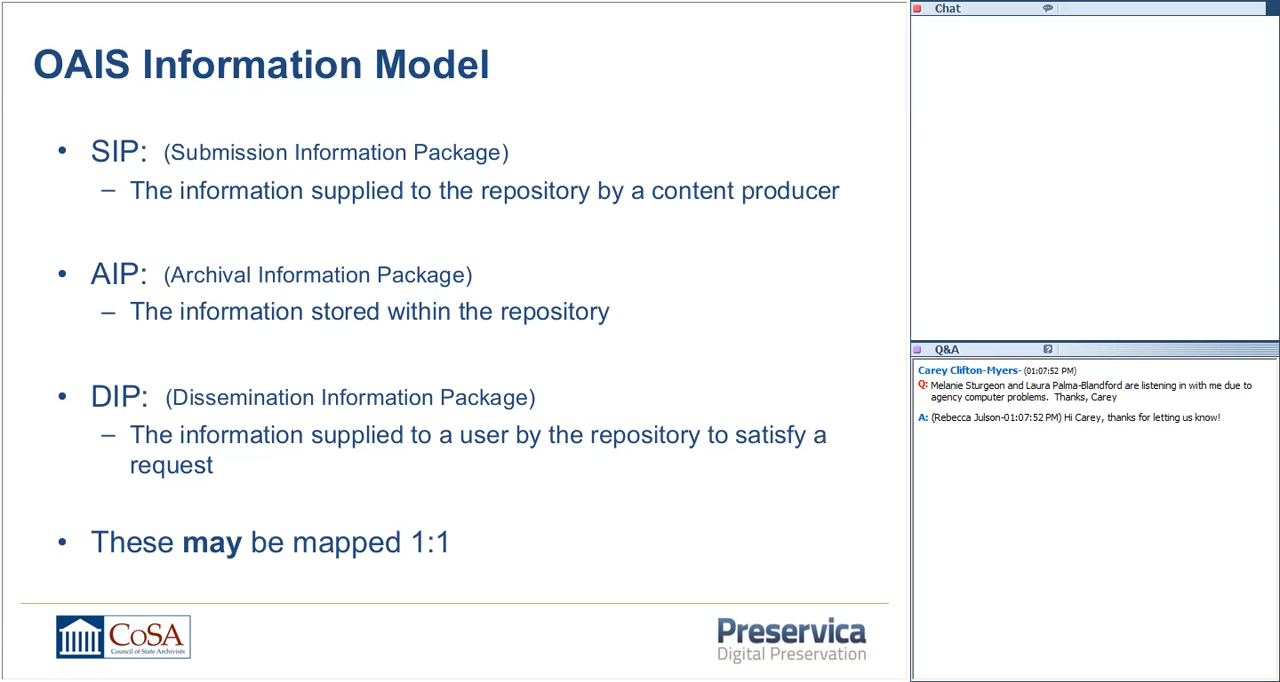 OAIS Information Model
• SIP: (Submission Information Package)
– The information supplied to the repository by a content producer
• AIP: (Archival Information Package)
– The information stored within the repository
• DIP: (Dissemination Information Package)
– The information supplied to a user by the repository to satisfy a
request
• These may be mapped 1:1
CoSA
Council of State Archivists
Preservica
Digital Preservation
Chat
Q&A
Carey Clifton-Myers- (01:07:52 PM)
Q: Melanie Sturgeon and Laura Palma-Blandford are listening in with me due to
agency computer problems. Thanks, Carey
A: (Rebecca Julson-01:07:52 PM) Hi Carey, thanks for letting us know!